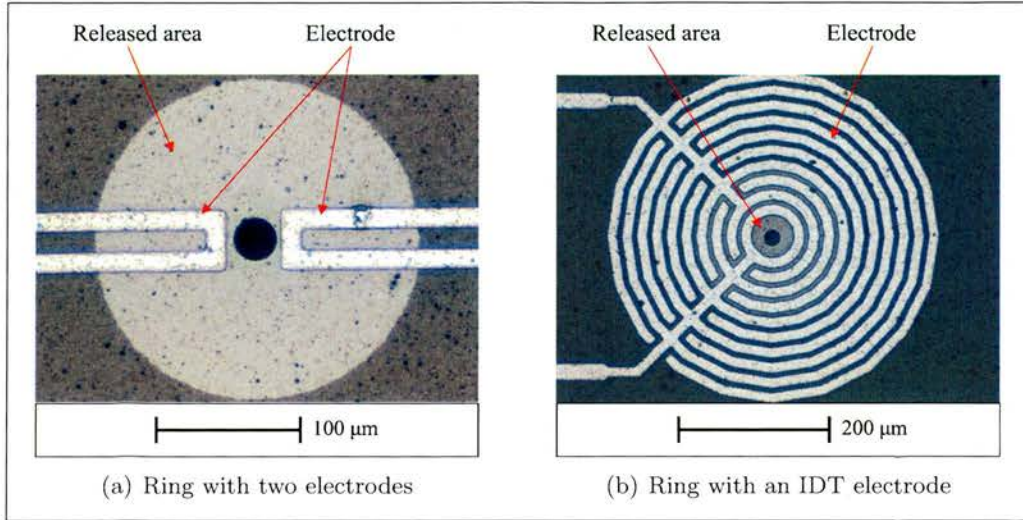 Released area
Electrode
100 μm
(a) Ring with two electrodes
Released area
Electrode
200 μm
(b) Ring with an IDT electrode